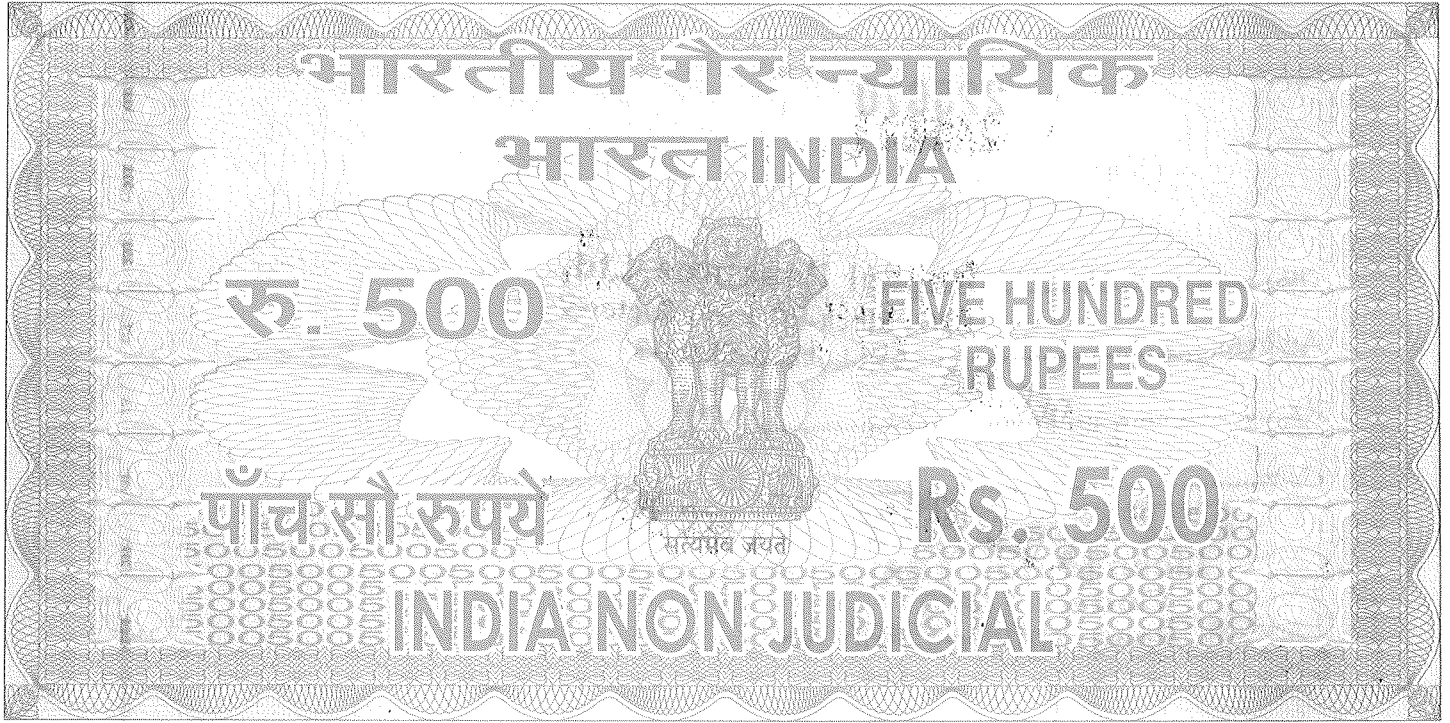 भारतीय गैर न्यायिक
भारत INDIA
रु. 500
FIVE HUNDRED
RUPEES
पाँच सौ रुपये
Rs. 500
सत्यमेव जयते
INDIA NON JUDICIAL